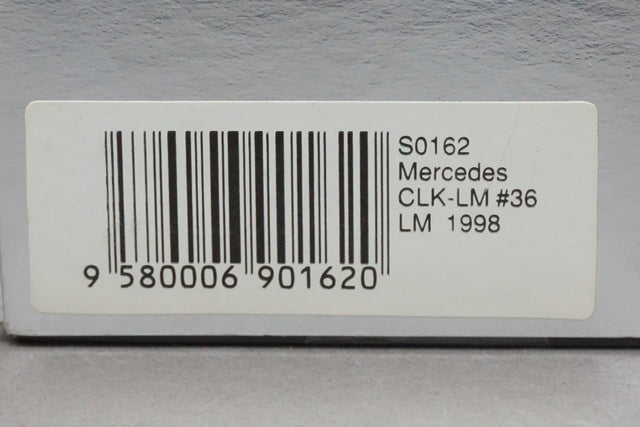 S0162
Mercedes
CLK-LM #36
LM 1998
9 580006 901620